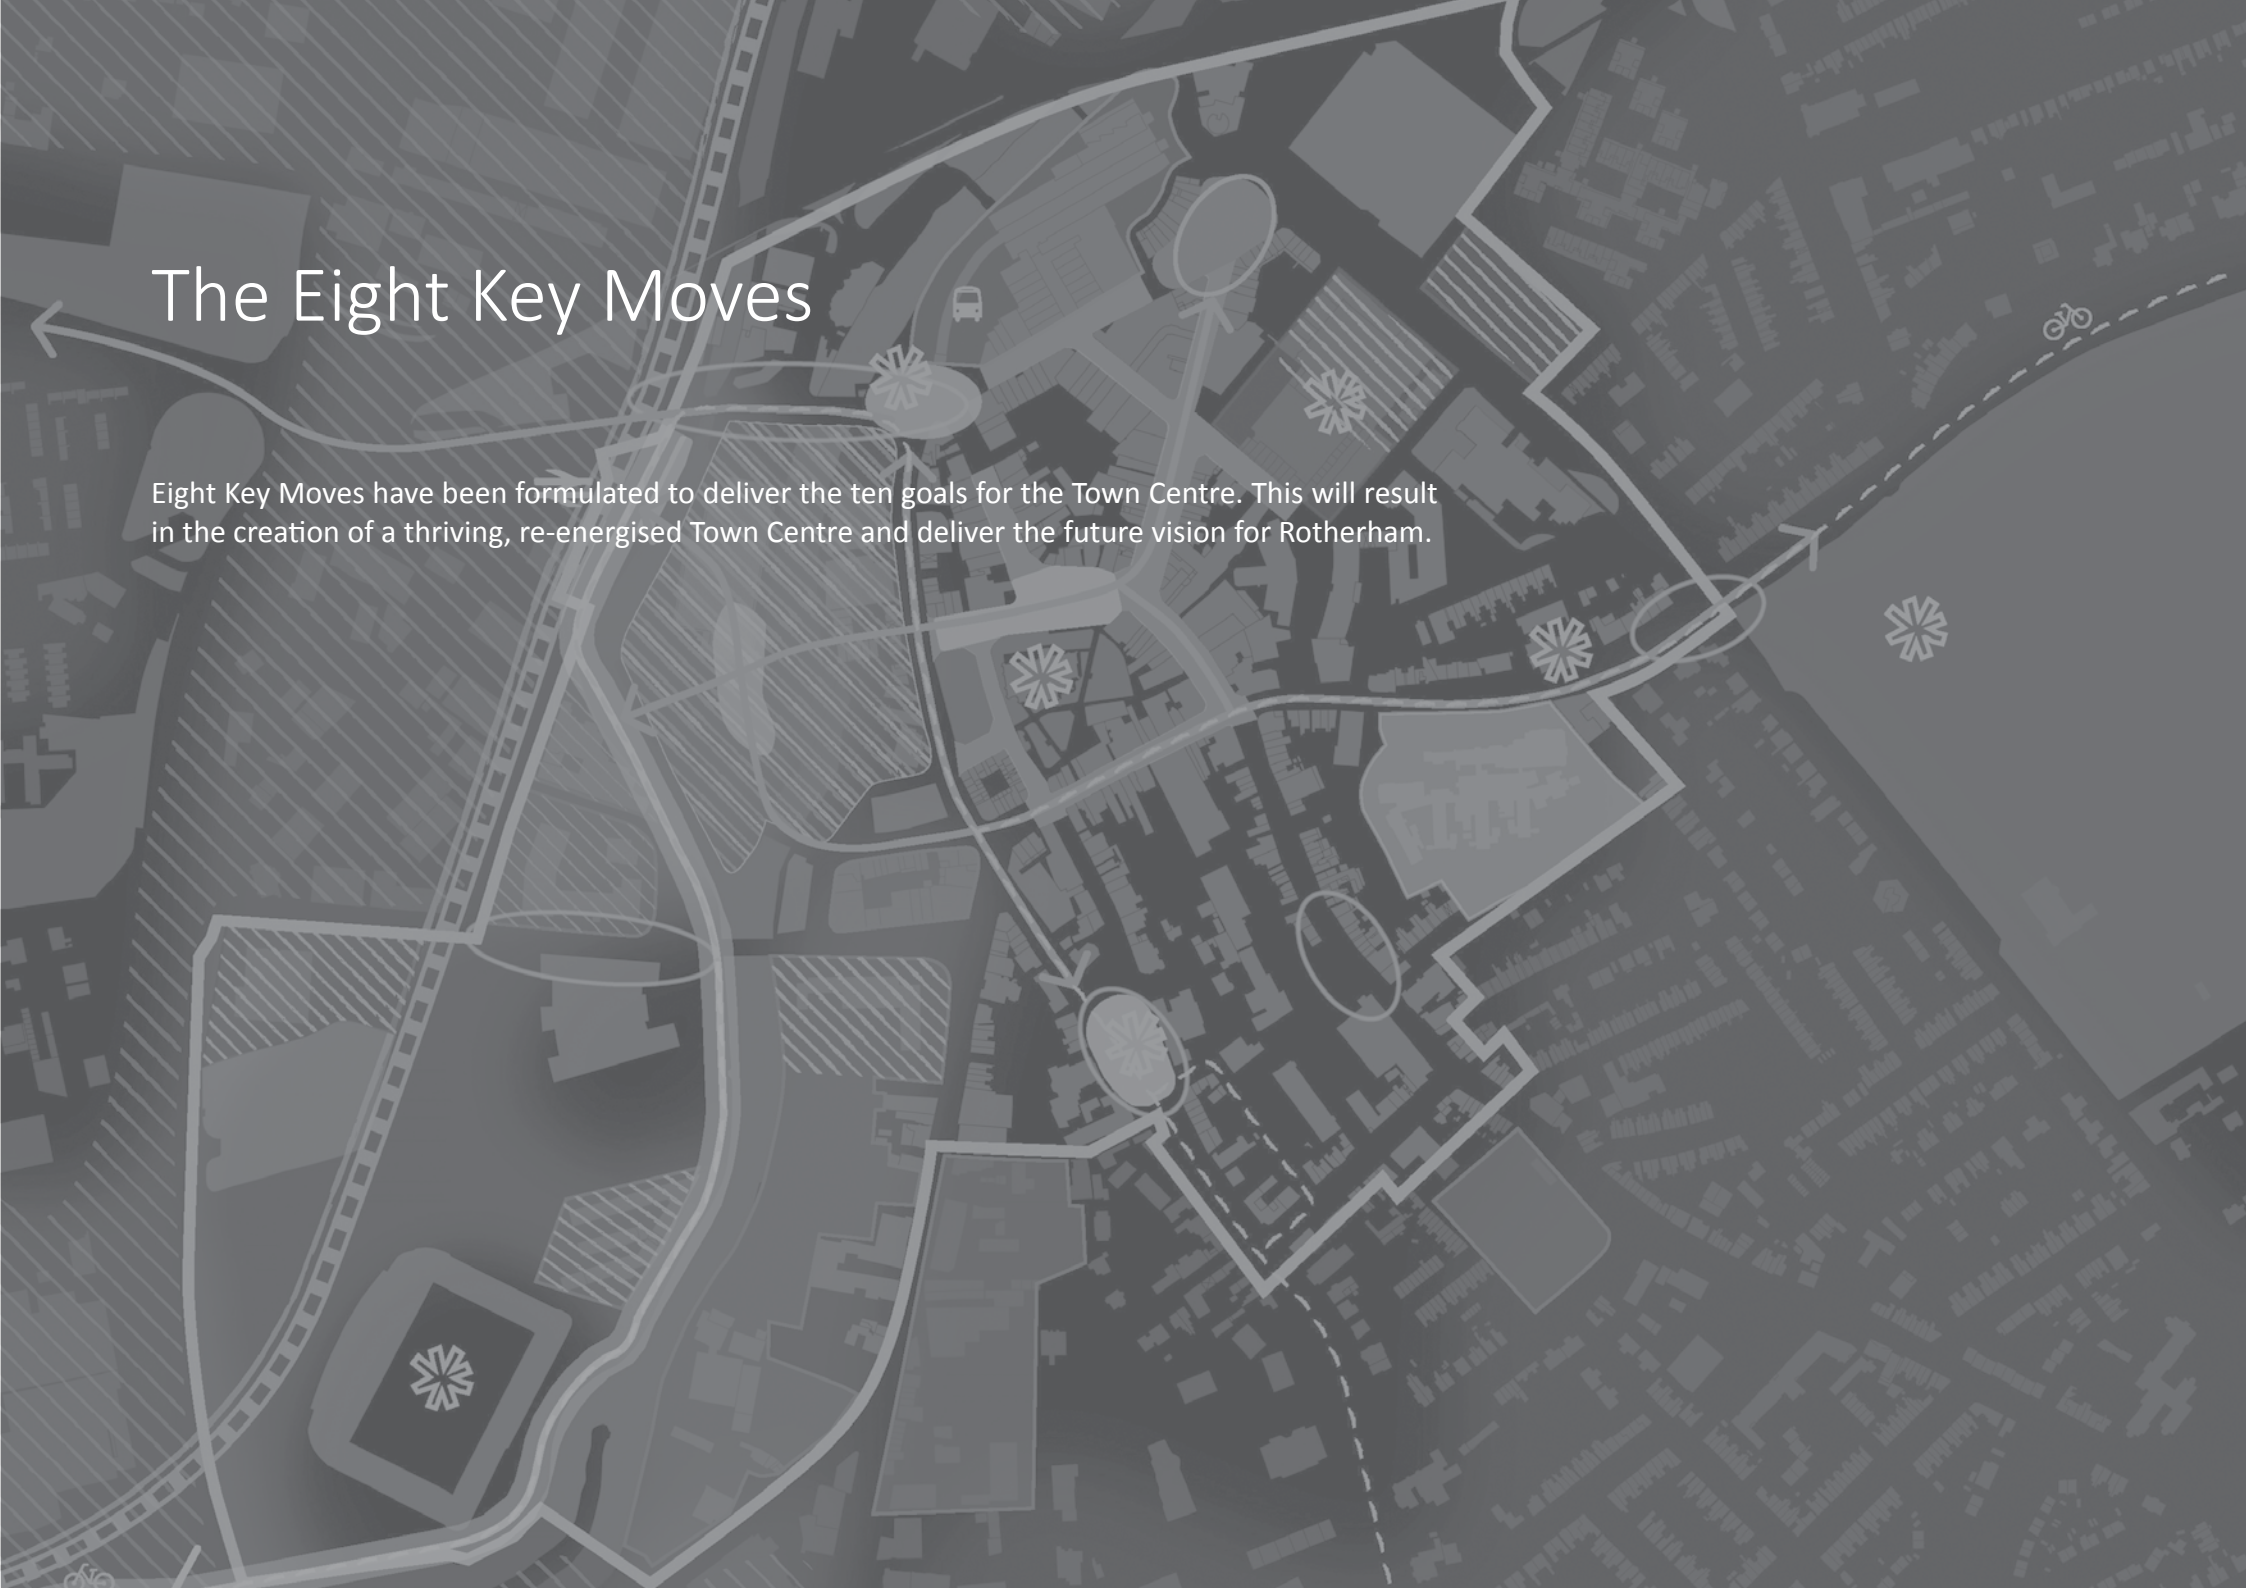 The Eight Key Moves
Eight Key Moves have been formulated to deliver the ten goals for the Town Centre. This will result
in the creation of a thriving, re-energised Town Centre and deliver the future vision for Rotherham.